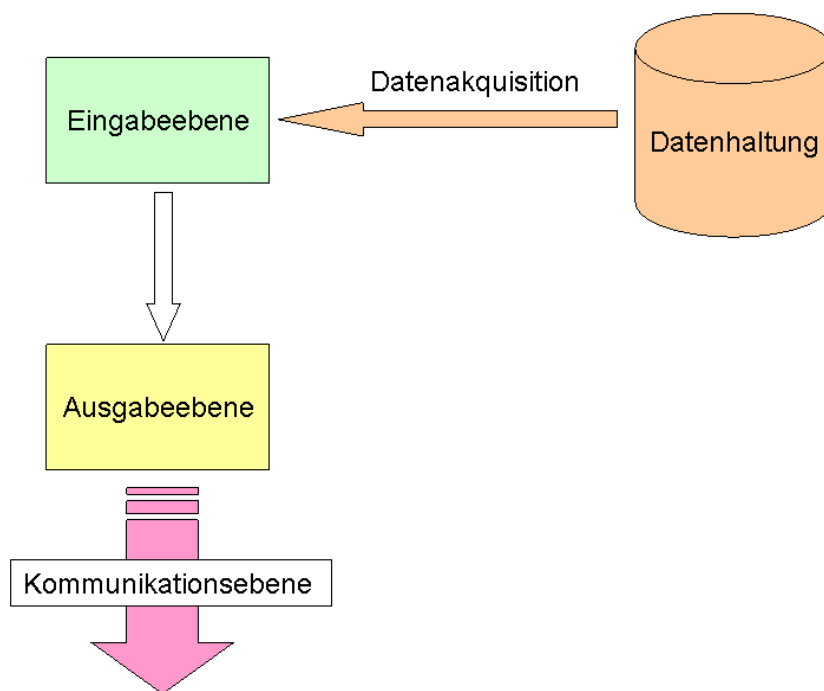 Datenakquisition
Eingabeebene
Datenhaltung
Ausgabeebene
Kommunikationsebene